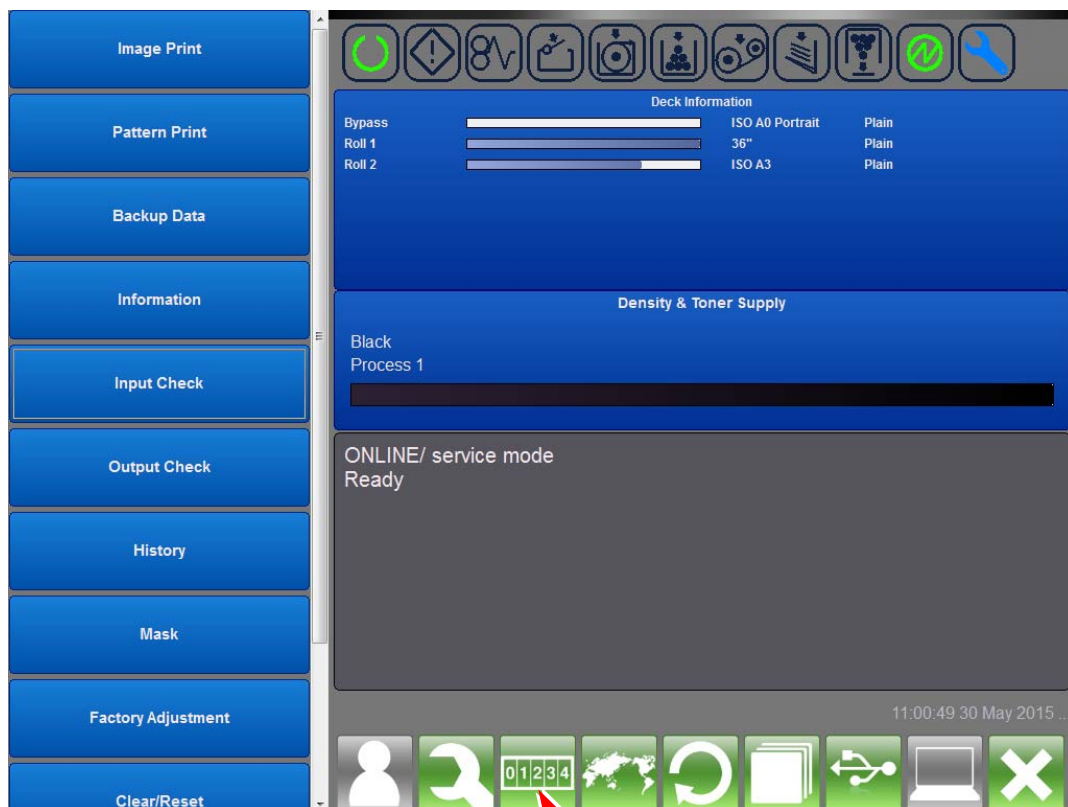 Image Print
Pattern Print
Backup Data
Information
Input Check
Output Check
History
Mask
Factory Adjustment
Clear/Reset
Deck Information
Bypass ISO A0 Portrait Plain
Roll 1 36" Plain
Roll 2 ISO A3 Plain
Density & Toner Supply
Black
Process 1
ONLINE/ service mode
Ready
11:00:49 30 May 2015 ..
01234